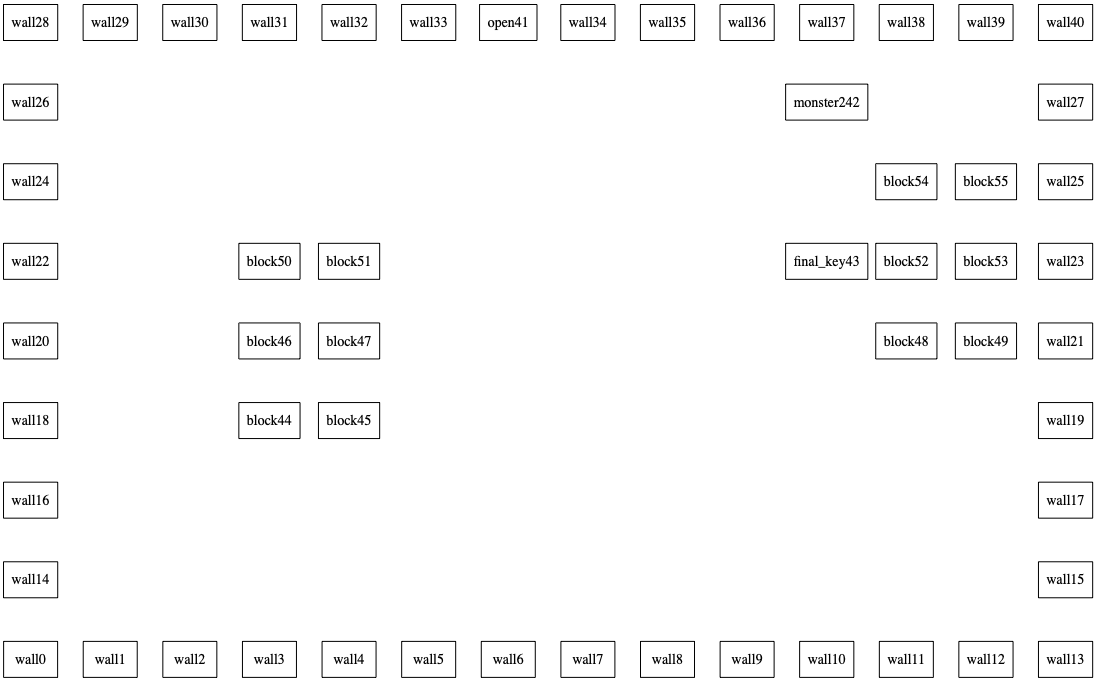 wall28 wall29 wall30 wall31 wall32 wall33 open41 wall34 wall35 wall36 wall37 wall38 wall39 wall40
wall26 monster242 wall27
wall24 block54 block55 wall25
wall22 block50 block51 final_key43 block52 block53 wall23
wall20 block46 block47 block48 block49 wall21
wall18 block44 block45 wall19
wall16 wall17
wall14 wall15
wall0 wall1 wall2 wall3 wall4 wall5 wall6 wall7 wall8 wall9 wall10 wall11 wall12 wall13